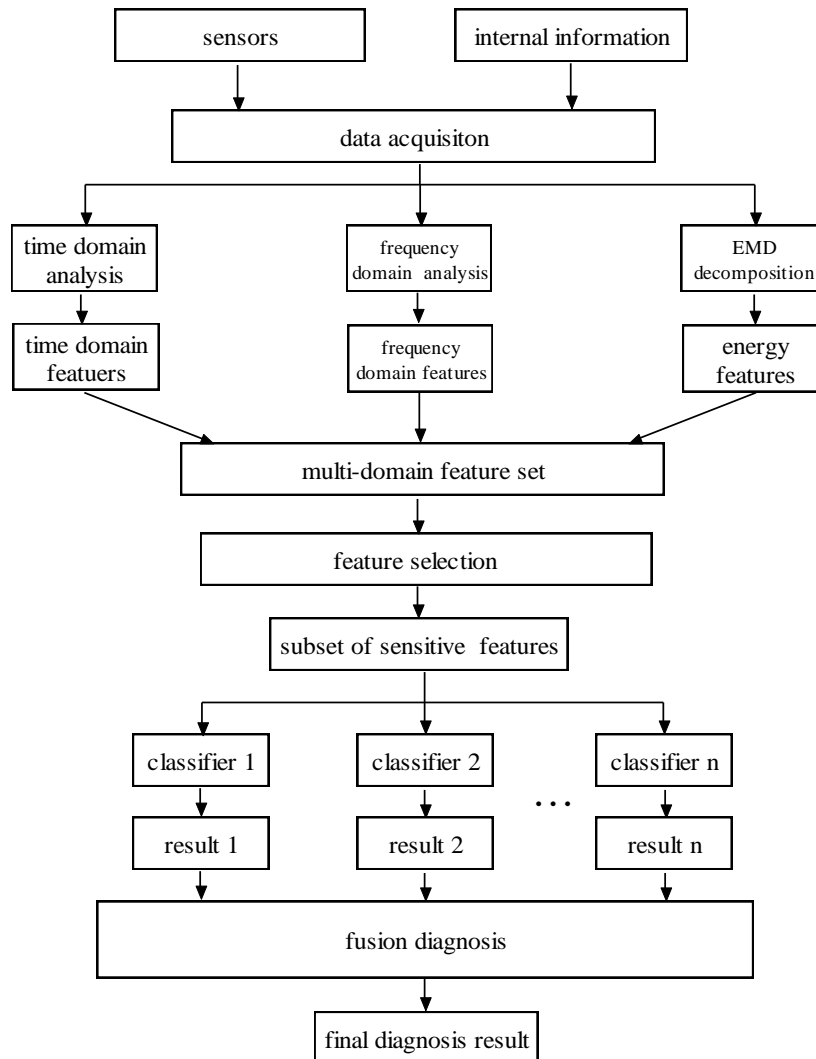 sensors
internal information
data acquisiton
time domain
analysis
frequency
domain analysis
EMD
decomposition
time domain
featuers
frequency
domain features
energy
features
multi-domain feature set
feature selection
subset of sensitive features
classifier 1
classifier 2
classifier n
...
result 1
result 2
result n
fusion diagnosis
final diagnosis result